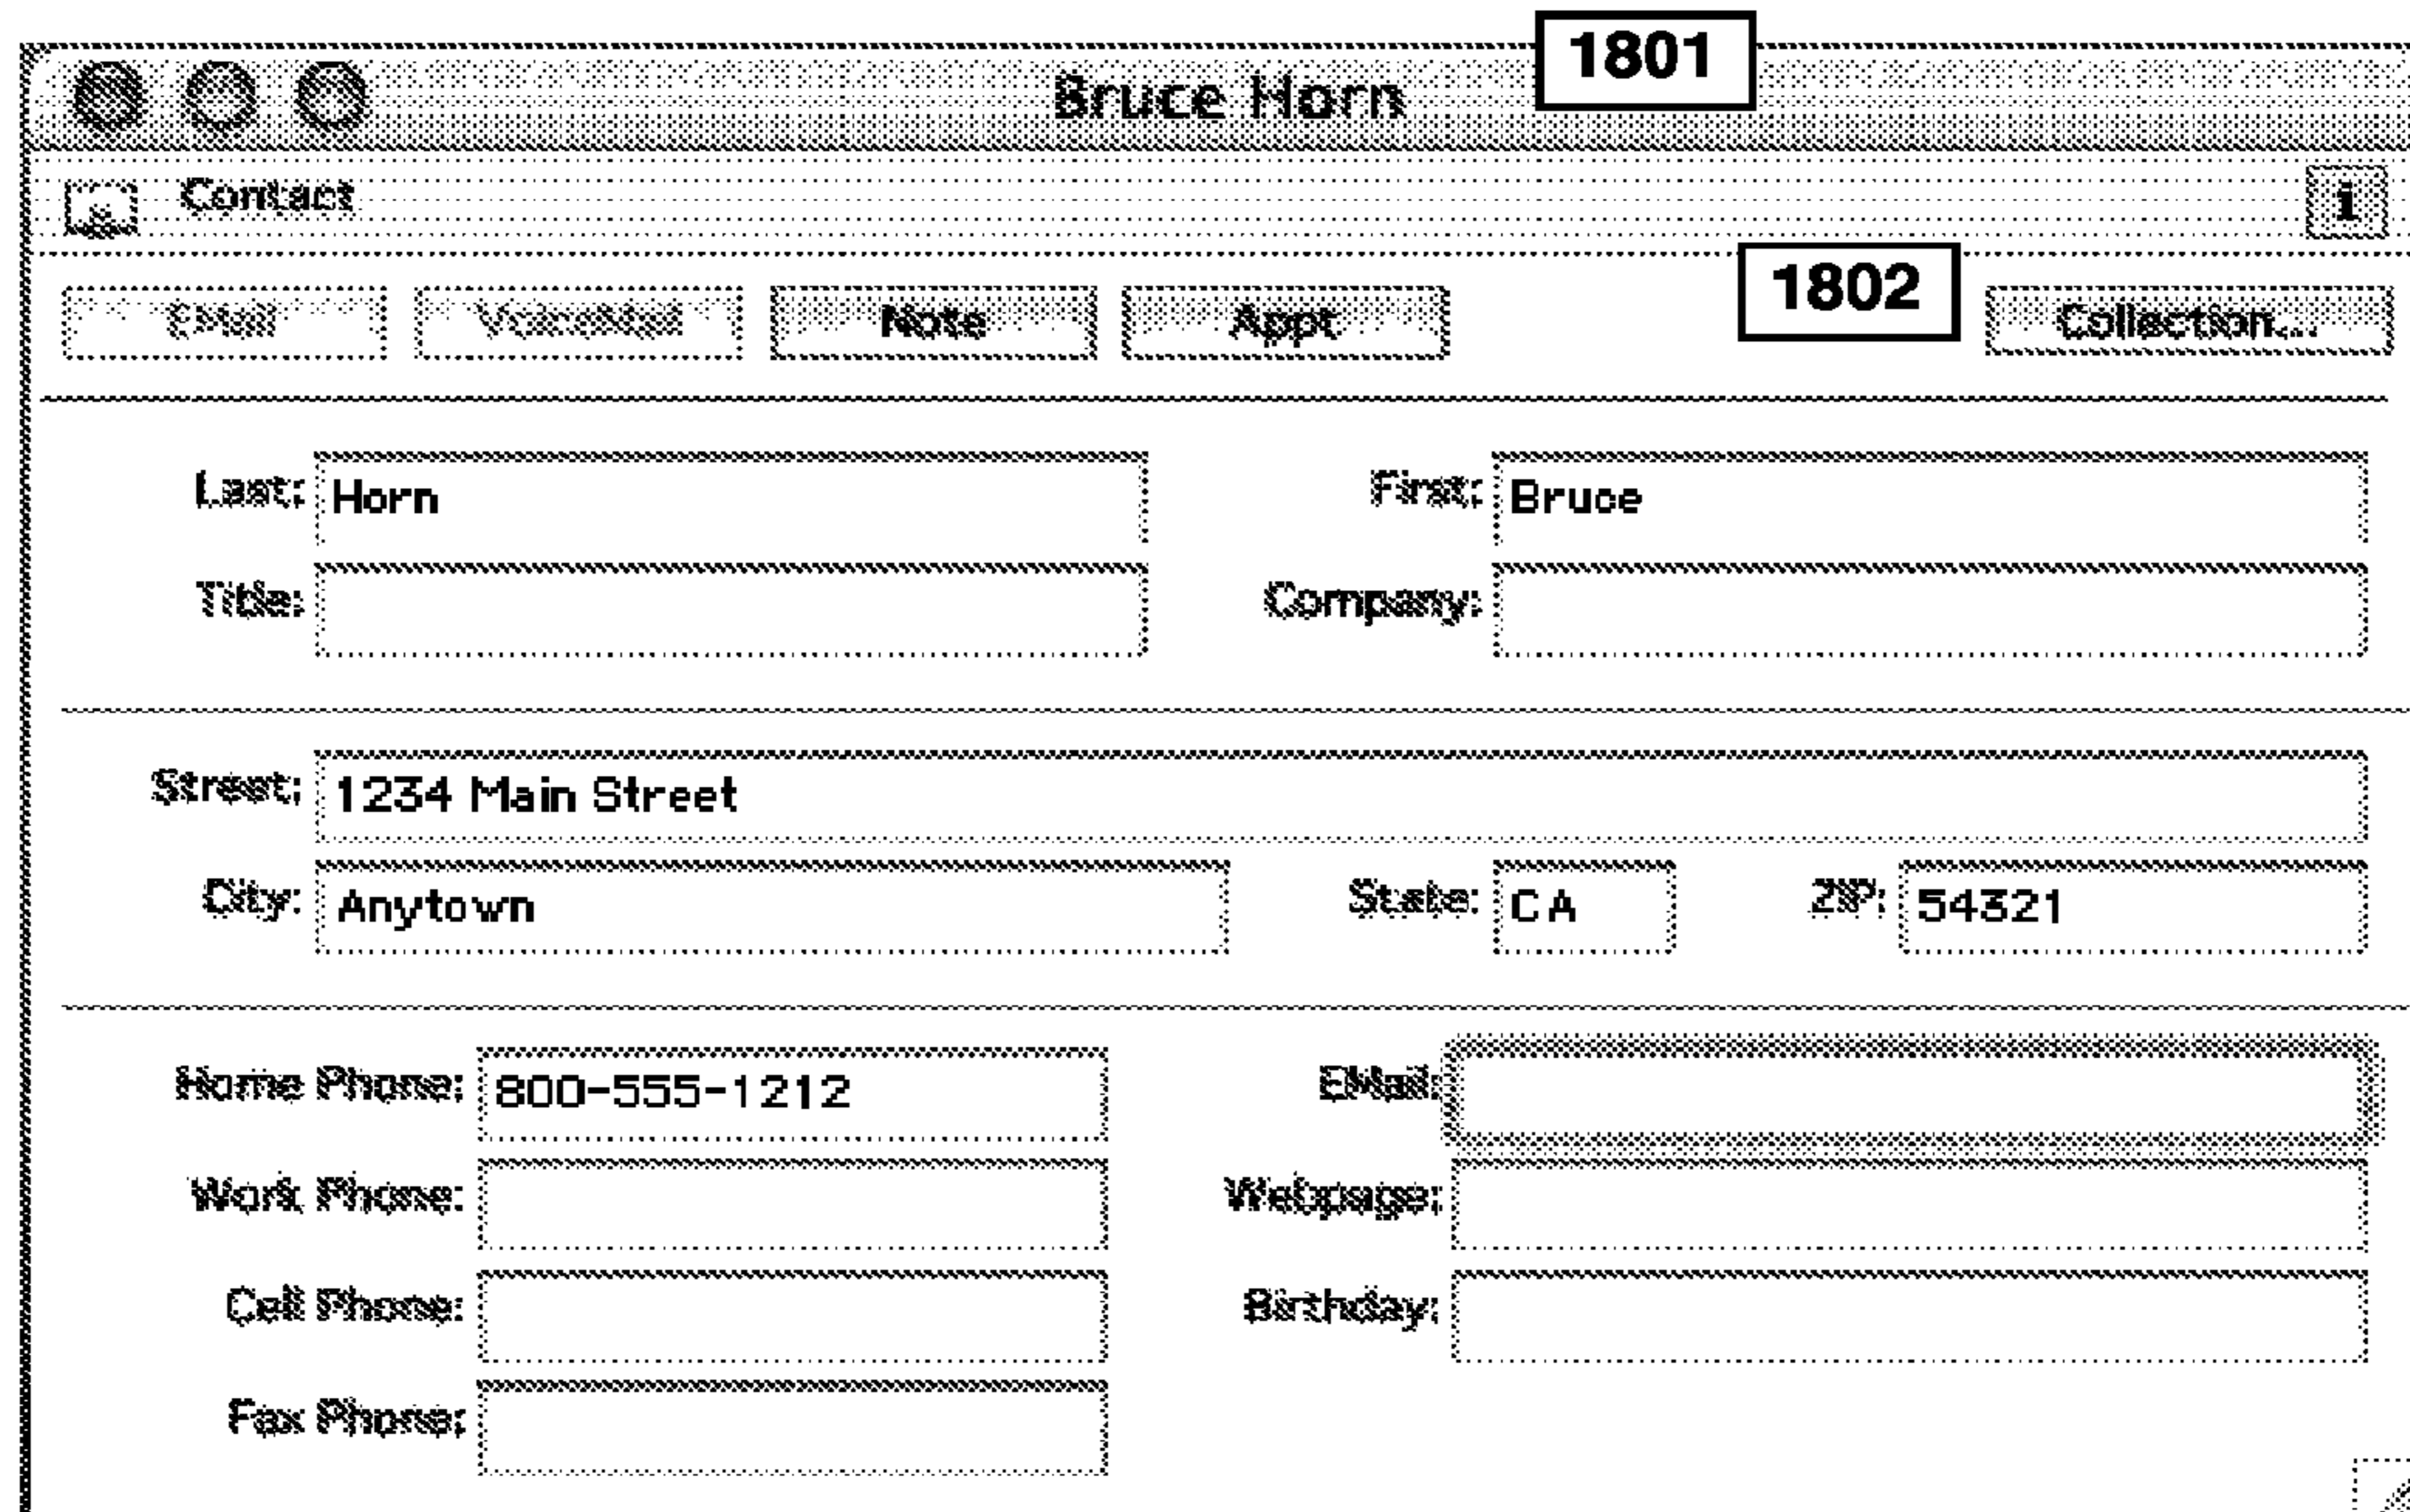 1801
Bruce Horn
Contact i
1802
EMail VoiceMail Note Appt Collection...
Last: Horn First: Bruce
Title: Company:
Street: 1234 Main Street
City: Anytown State: CA ZIP: 54321
Home Phone: 800-555-1212 EMail:
Work Phone: Webpage:
Cell Phone: Birthday:
Fax Phone: